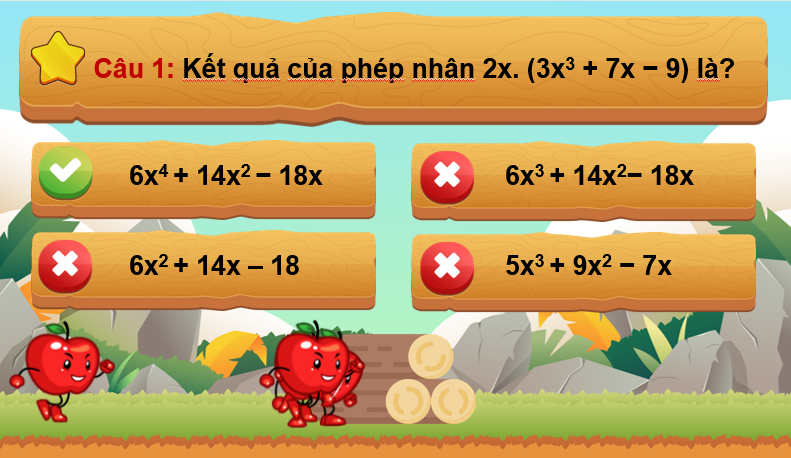 Câu 1: Kết quả của phép nhân 2x. (3x³ + 7x − 9) là?
6x⁴ + 14x² − 18x
6x³ + 14x²− 18x
6x² + 14x – 18
5x³ + 9x² − 7x